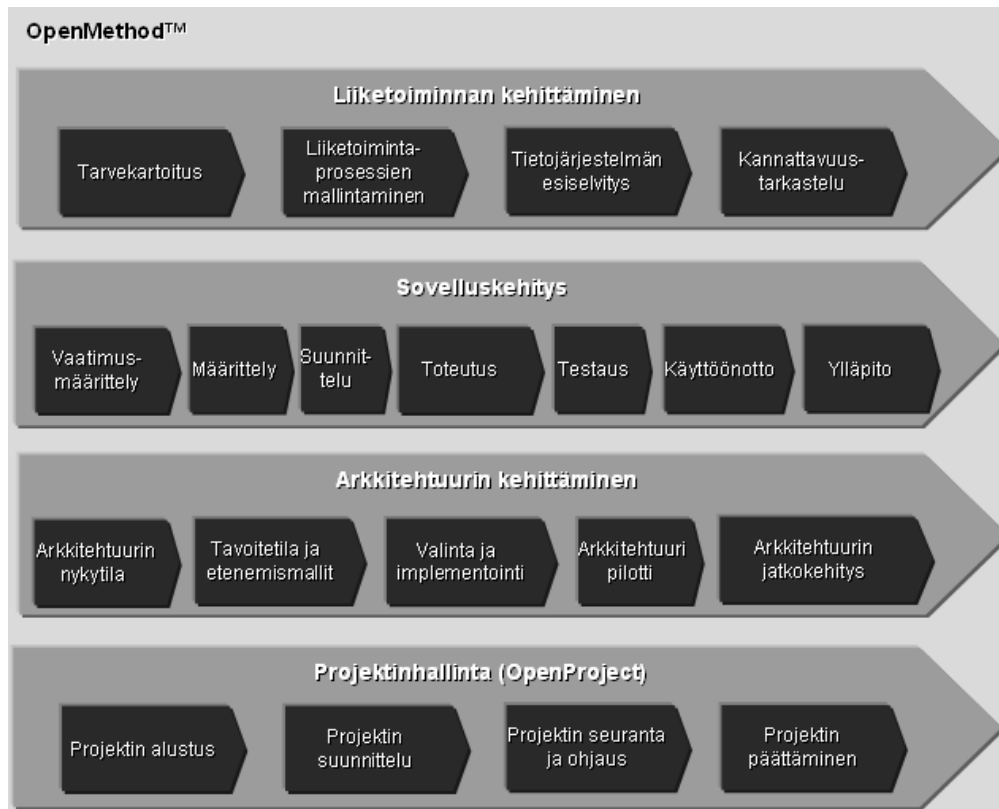 OpenMethod™
Liiketoiminnan kehittäminen
Tarvekartoitus
Liiketoiminta-
prosessien
mallintaminen
Tietojärjestelmän
esiselvitys
Kannattavuus-
tarkastelu
Sovelluskehitys
Vaatimus-
määrittely
Määrittely
Suunnit-
telu
Toteutus
Testaus
Käyttöönotto
Ylläpito
Arkkitehtuurin kehittäminen
Arkkitehtuurin
nykytila
Tavoitetila ja
etenemismallit
Valinta ja
implementointi
Arkkitehtuuri
pilotti
Arkkitehtuurin
jatkokehitys
Projektinhallinta (OpenProject)
Projektin alustus
Projektin
suunnittelu
Projektin seuranta
ja ohjaus
Projektin
päättäminen